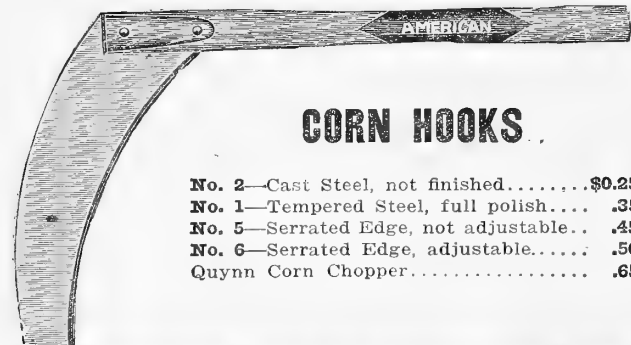 AMERICAN
CORN HOOKS
No. 2—Cast Steel, not finished........$0.25
No. 1—Tempered Steel, full polish.... .35
No. 5—Serrated Edge, not adjustable.. .45
No. 6—Serrated Edge, adjustable...... .50
Quynn Corn Chopper................. .65